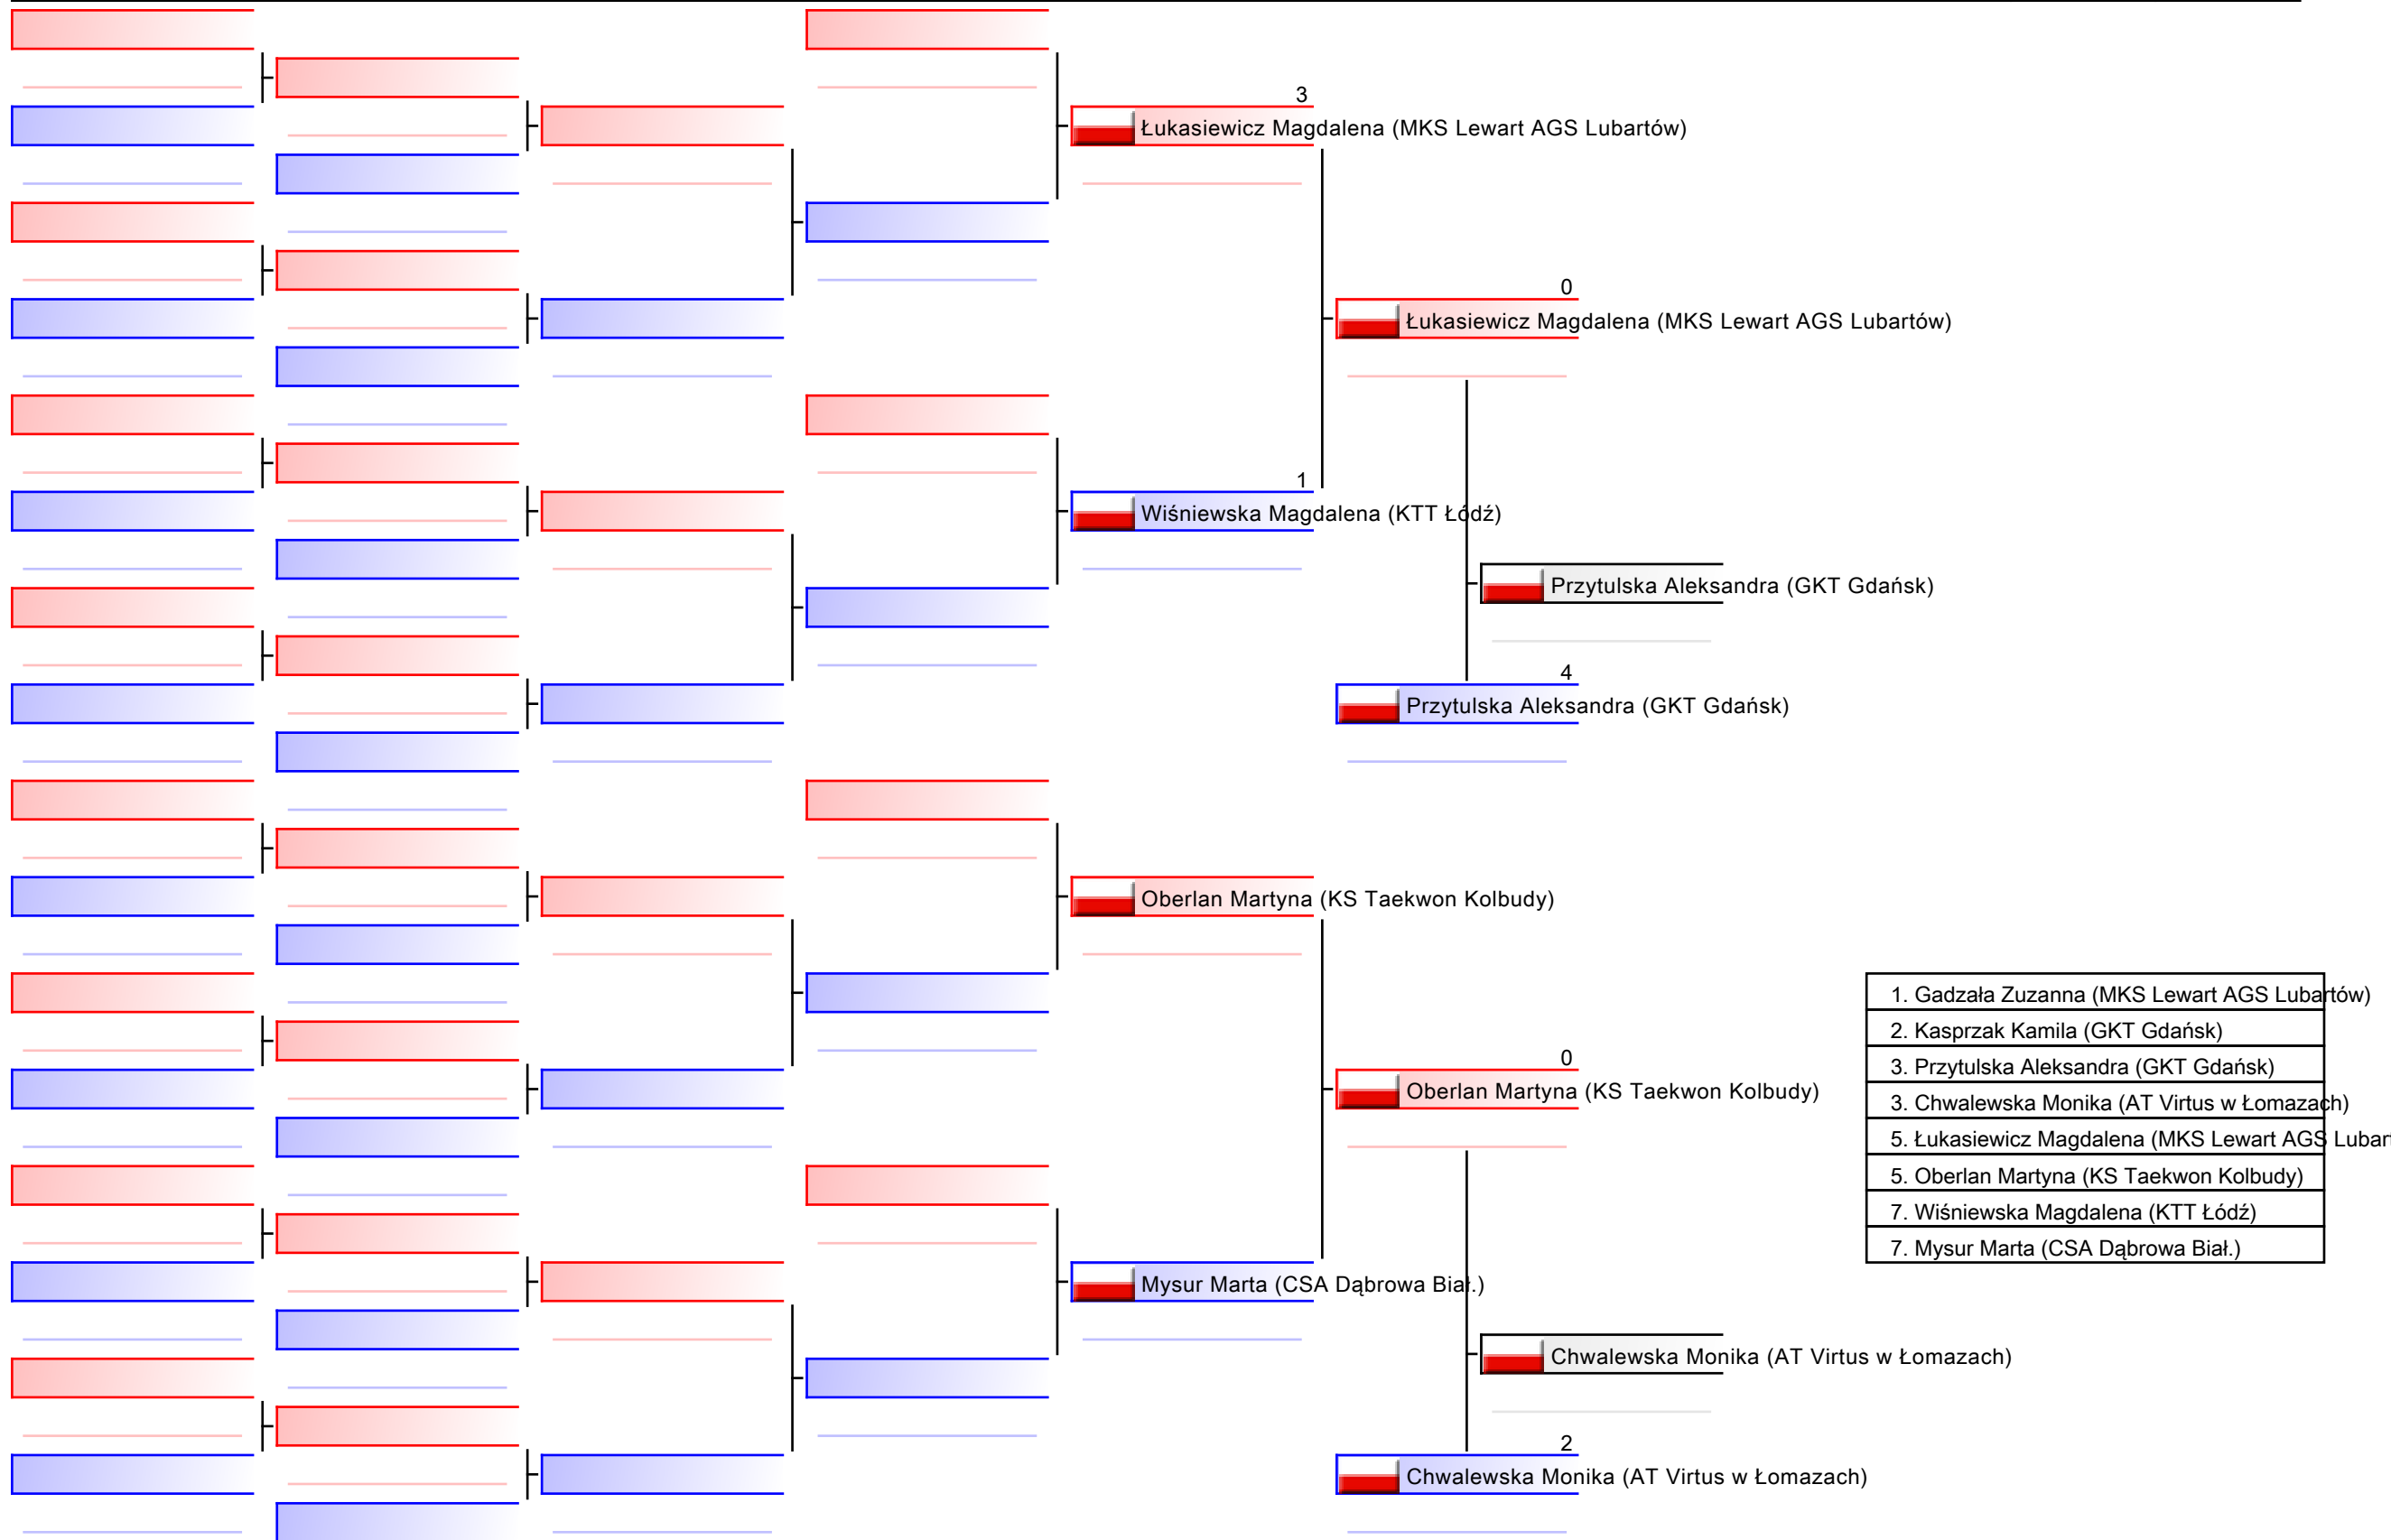 3
Łukasiewicz Magdalena (MKS Lewart AGS Lubartów)
0
Łukasiewicz Magdalena (MKS Lewart AGS Lubartów)
1
Wiśniewska Magdalena (KTT Łódź)
Przytulska Aleksandra (GKT Gdańsk)
4
Przytulska Aleksandra (GKT Gdańsk)
Oberlan Martyna (KS Taekwon Kolbudy)
0
Oberlan Martyna (KS Taekwon Kolbudy)
Mysur Marta (CSA Dąbrowa Biał.)
Chwalewska Monika (AT Virtus w Łomazach)
2
Chwalewska Monika (AT Virtus w Łomazach)
1. Gadzała Zuzanna (MKS Lewart AGS Lubartów)
2. Kasprzak Kamila (GKT Gdańsk)
3. Przytulska Aleksandra (GKT Gdańsk)
3. Chwalewska Monika (AT Virtus w Łomazach)
5. Łukasiewicz Magdalena (MKS Lewart AGS Lubar
5. Oberlan Martyna (KS Taekwon Kolbudy)
7. Wiśniewska Magdalena (KTT Łódź)
7. Mysur Marta (CSA Dąbrowa Biał.)